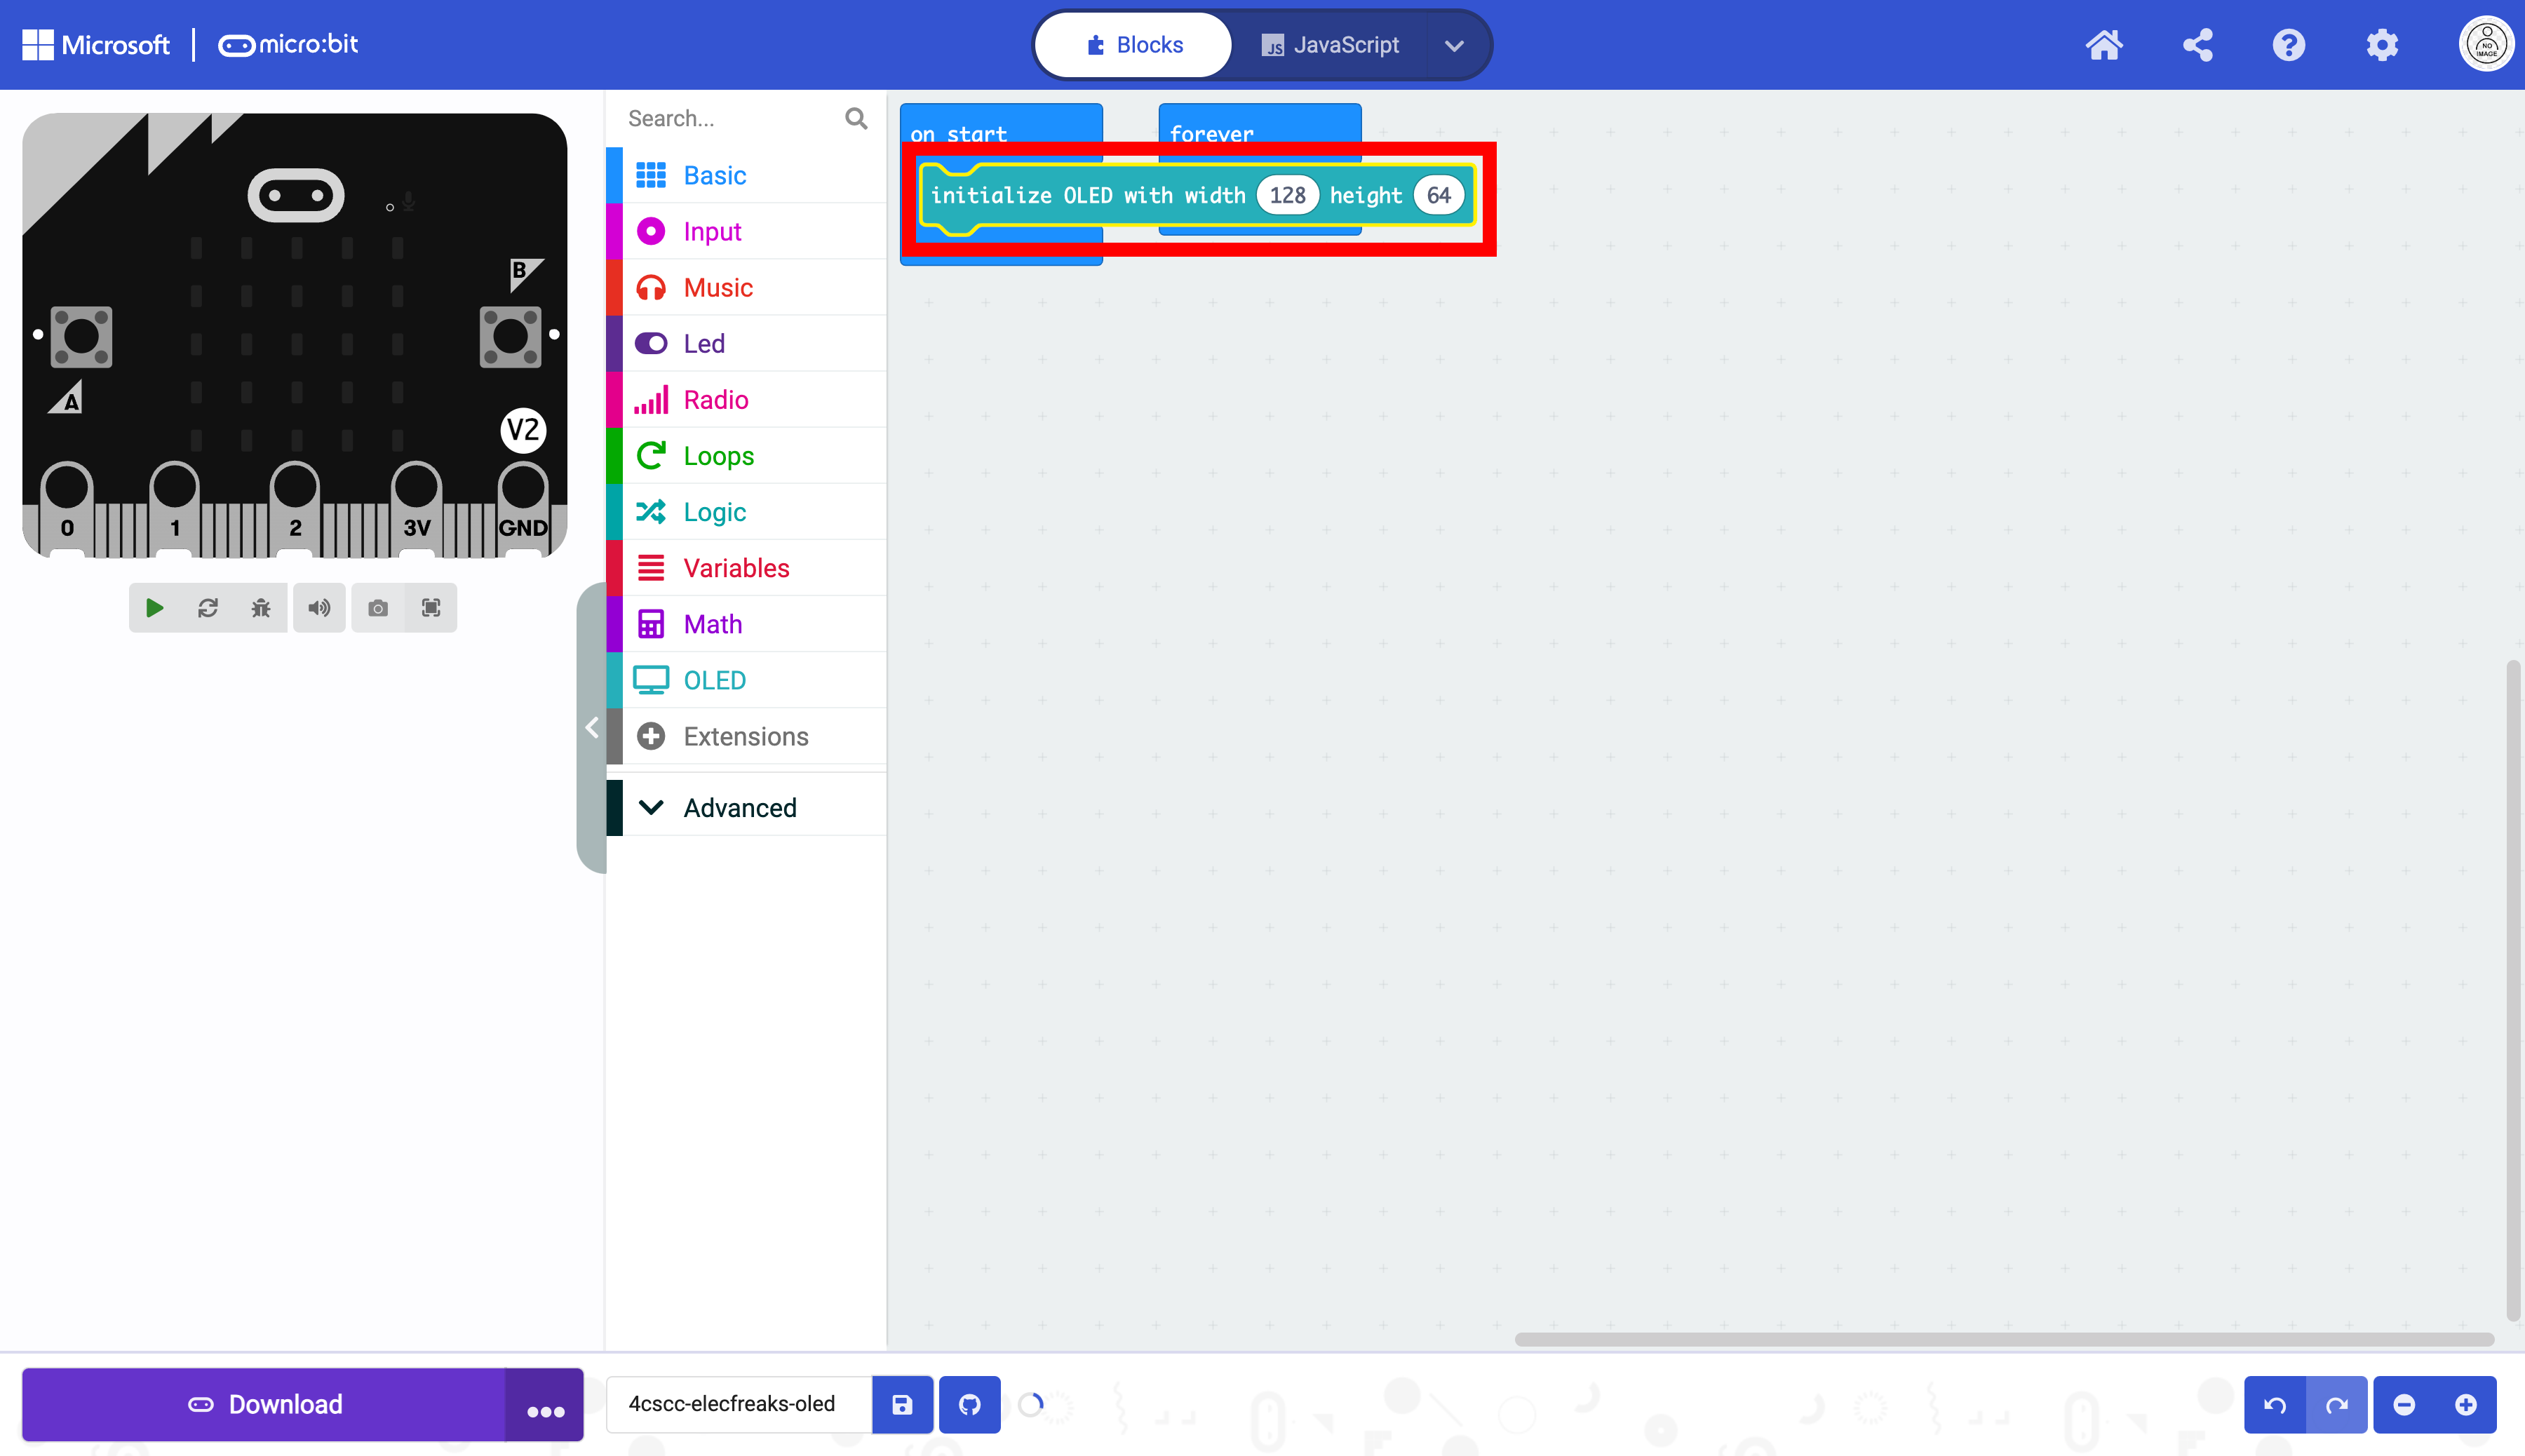 Microsoft micro:bit
Blocks
JavaScript
NO
IMAGE
B
A
V2
0 1 2 3V GND
Search...
Basic
Input
Music
Led
Radio
Loops
Logic
Variables
Math
OLED
Extensions
Advanced
on start
forever
initialize OLED with width 128 height 64
Download
4cscc-elecfreaks-oled